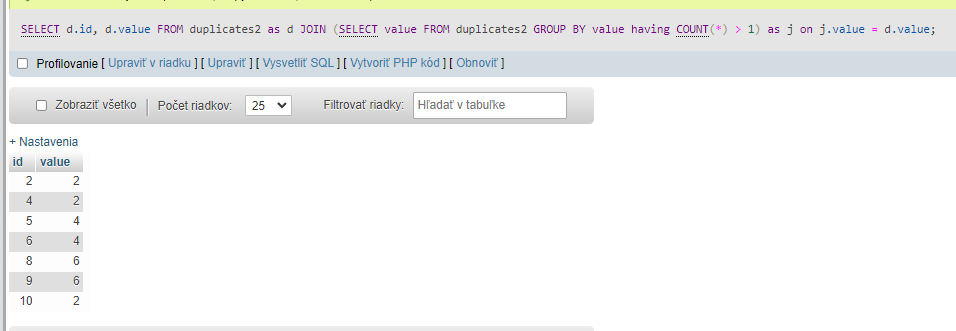 SELECT d.id, d.value FROM duplicates2 as d JOIN (SELECT value FROM duplicates2 GROUP BY value having COUNT(*) > 1) as j on j.value = d.value;
Profilovanie [ Upraviť v riadku ] [ Upraviť ] [ Vysvetliť SQL ] [ Vytvoriť PHP kód ] [ Obnoviť ]
Zobraziť všetko Počet riadkov: 25 Filtrovať riadky: Hľadať v tabuľke
+ Nastavenia
id value
2 2
4 2
5 4
6 4
8 6
9 6
10 2